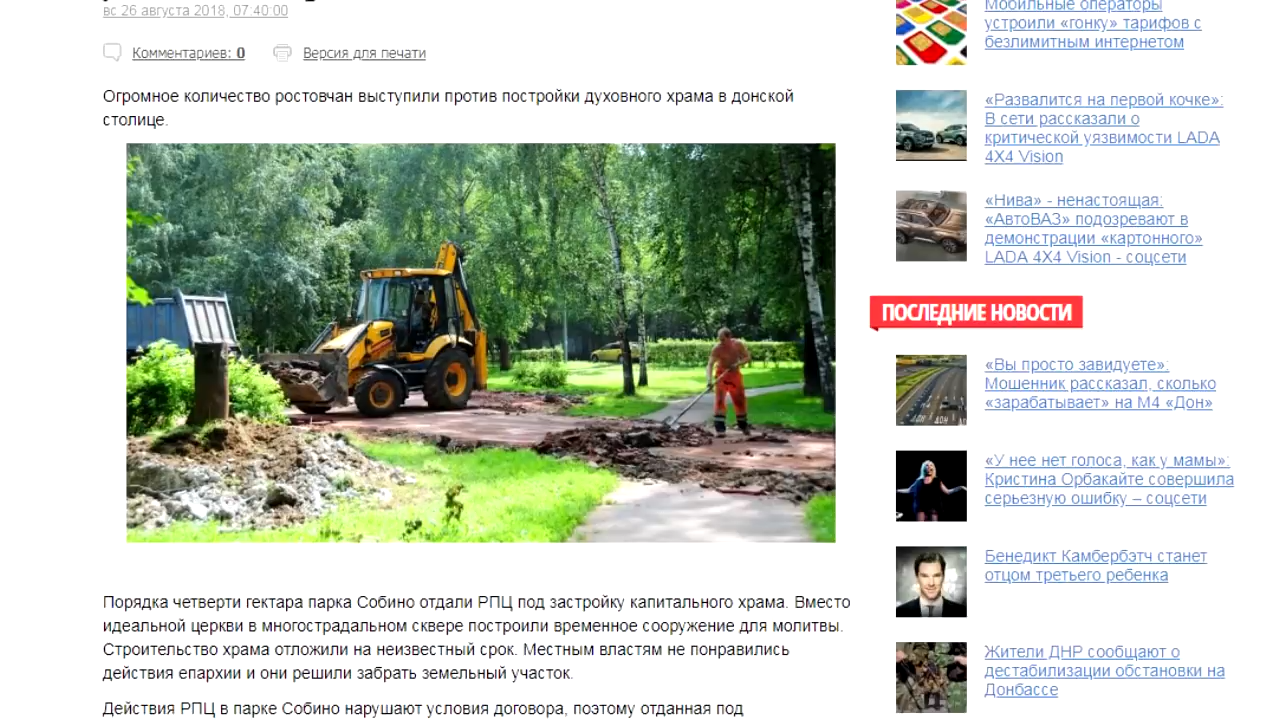 вс 26 августа 2018, 07:40:00
Комментариев: 0
Версия для печати
Огромное количество ростовчан выступили против постройки духовного храма в донской
столице.
Порядка четверти гектара парка Собино отдали РПЦ под застройку капитального храма. Вместо
идеальной церкви в многострадальном сквере построили временное сооружение для молитвы.
Строительство храма отложили на неизвестный срок. Местным властям не понравились
действия епархии и они решили забрать земельный участок.
Действия РПЦ в парке Собино нарушают условия договора, поэтому отданная под
Мобильные операторы
устроили «гонку» тарифов с
безлимитным интернетом
«Развалится на первой кочке»:
В сети рассказали о
критической уязвимости LADA
4X4 Vision
«Нива» - ненастоящая:
«АвтоВАЗ» подозревают в
демонстрации «картонного»
LADA 4X4 Vision - соцсети
ПОСЛЕДНИЕ НОВОСТИ
«Вы просто завидуете»:
Мошенник рассказал, сколько
«зарабатывает» на М4 «Дон»
«У нее нет голоса, как у мамы»:
Кристина Орбакайте совершила
серьезную ошибку – соцсети
Бенедикт Камбербэтч станет
отцом третьего ребенка
Жители ДНР сообщают о
дестабилизации обстановки на
Донбассе